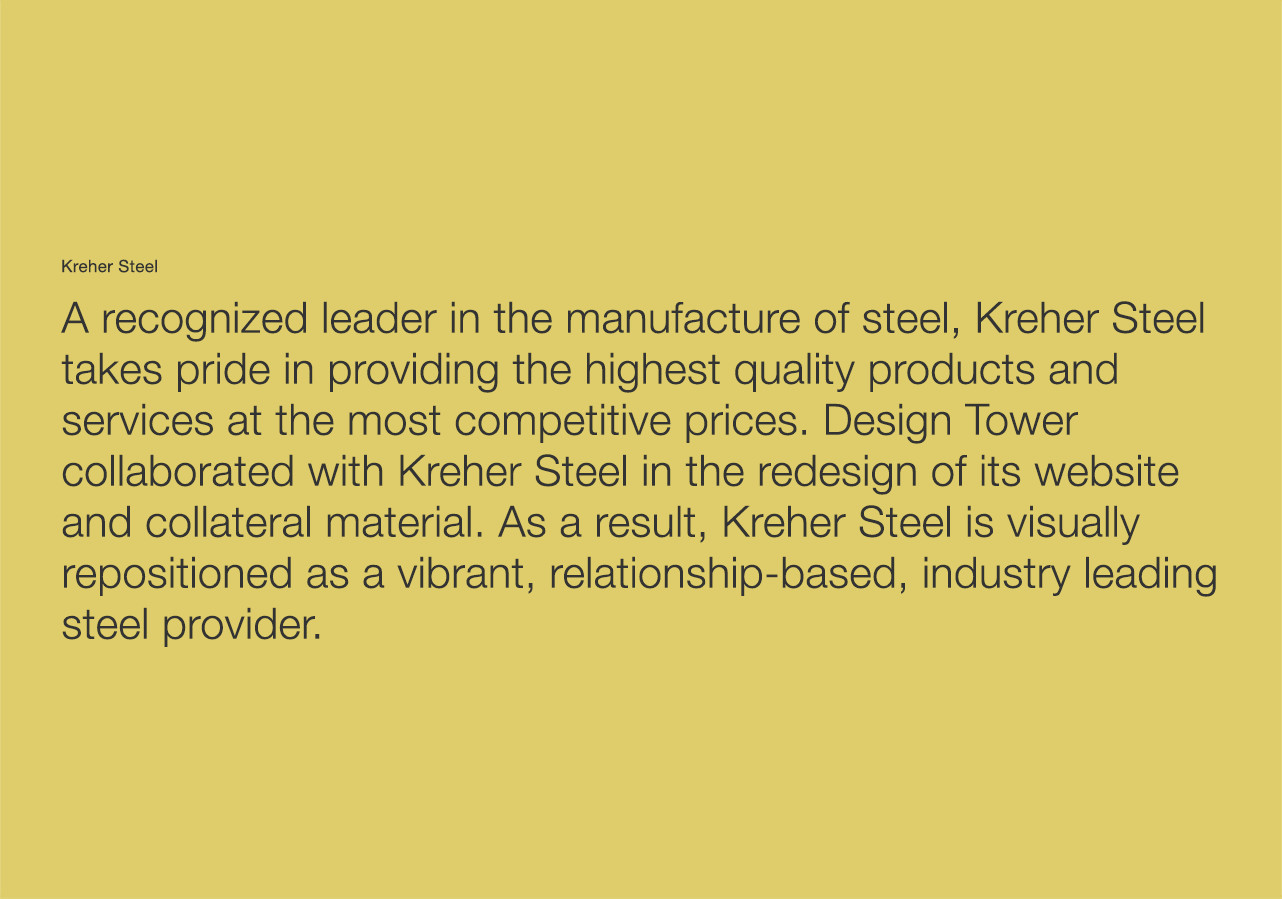 Kreher Steel
A recognized leader in the manufacture of steel, Kreher Steel
takes pride in providing the highest quality products and
services at the most competitive prices. Design Tower
collaborated with Kreher Steel in the redesign of its website
and collateral material. As a result, Kreher Steel is visually
repositioned as a vibrant, relationship-based, industry leading
steel provider.